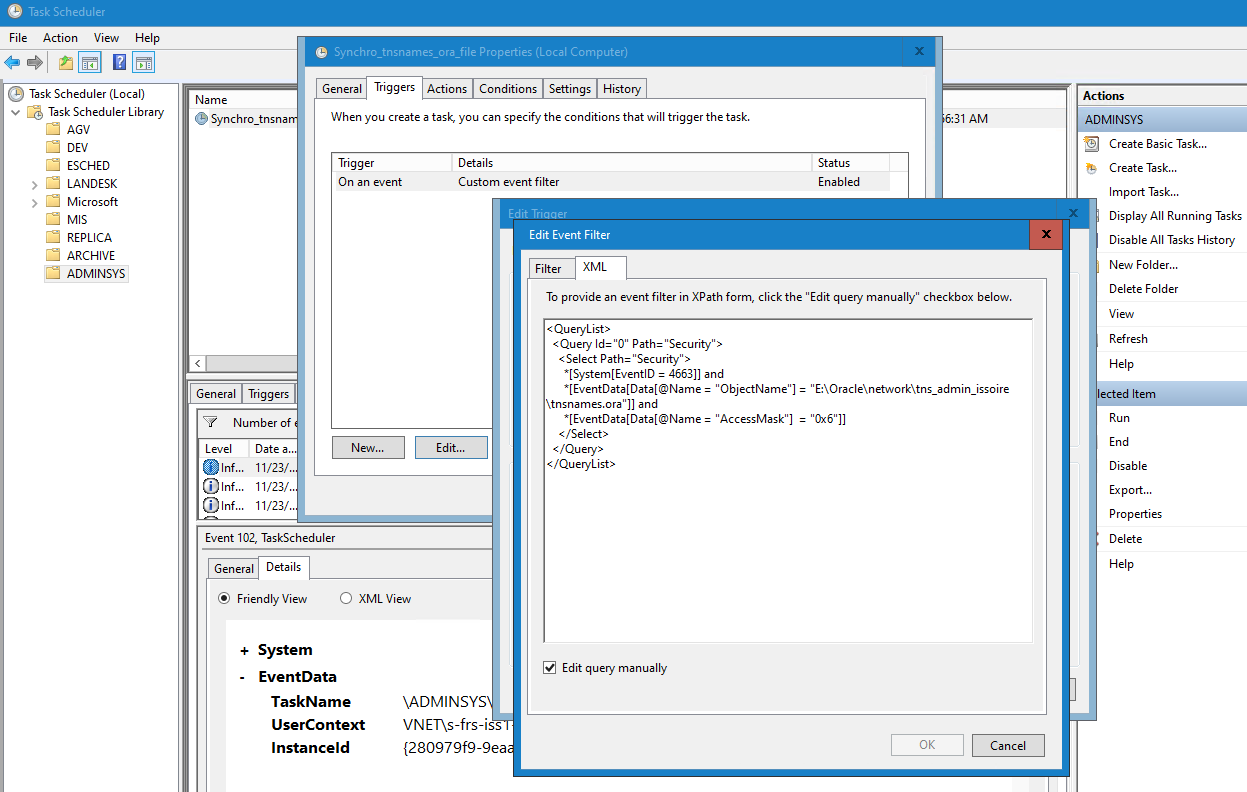 Task Scheduler
File Action View Help
Task Scheduler (Local)
Task Scheduler Library
AGV
DEV
ESCHED
LANDESK
Microsoft
MIS
REPLICA
ARCHIVE
ADMINSYS
Name
Synchro_tnsnam
56:31 AM
General Triggers
Number of e
Level Date a...
Inf... 11/23/...
Inf... 11/23/...
Inf... 11/23/...
Event 102, TaskScheduler
General Details
Friendly View XML View
+ System
- EventData
TaskName \ADMINSYS\
UserContext VNET\s-frs-iss1-
InstanceId {280979f9-9eaa
Synchro_tnsnames_ora_file Properties (Local Computer)
General Triggers Actions Conditions Settings History
When you create a task, you can specify the conditions that will trigger the task.
Trigger Details Status
On an event Custom event filter Enabled
New... Edit...
Edit Trigger
Edit Event Filter
Filter XML
To provide an event filter in XPath form, click the "Edit query manually" checkbox below.
<QueryList>
<Query Id="0" Path="Security">
<Select Path="Security">
*[System[EventID = 4663]] and
*[EventData[Data[@Name = "ObjectName"] = "E:\Oracle\network\tns_admin_issoire
\tnsnames.ora"]] and
*[EventData[Data[@Name = "AccessMask"] = "0x6"]]
</Select>
</Query>
</QueryList>
Edit query manually
OK Cancel
Actions
ADMINSYS
Create Basic Task...
Create Task...
Import Task...
Display All Running Tasks
Disable All Tasks History
New Folder...
Delete Folder
View
Refresh
Help
lected Item
Run
End
Disable
Export...
Properties
Delete
Help